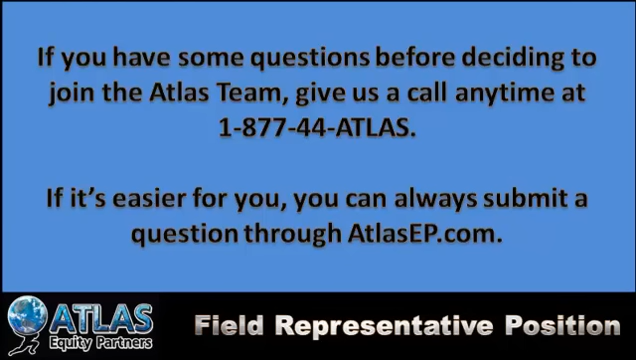 If you have some questions before deciding to
join the Atlas Team, give us a call anytime at
1-877-44-ATLAS.
If it's easier for you, you can always submit a
question through AtlasEP.com.
ATLAS
Equity Partners
Field Representative Position